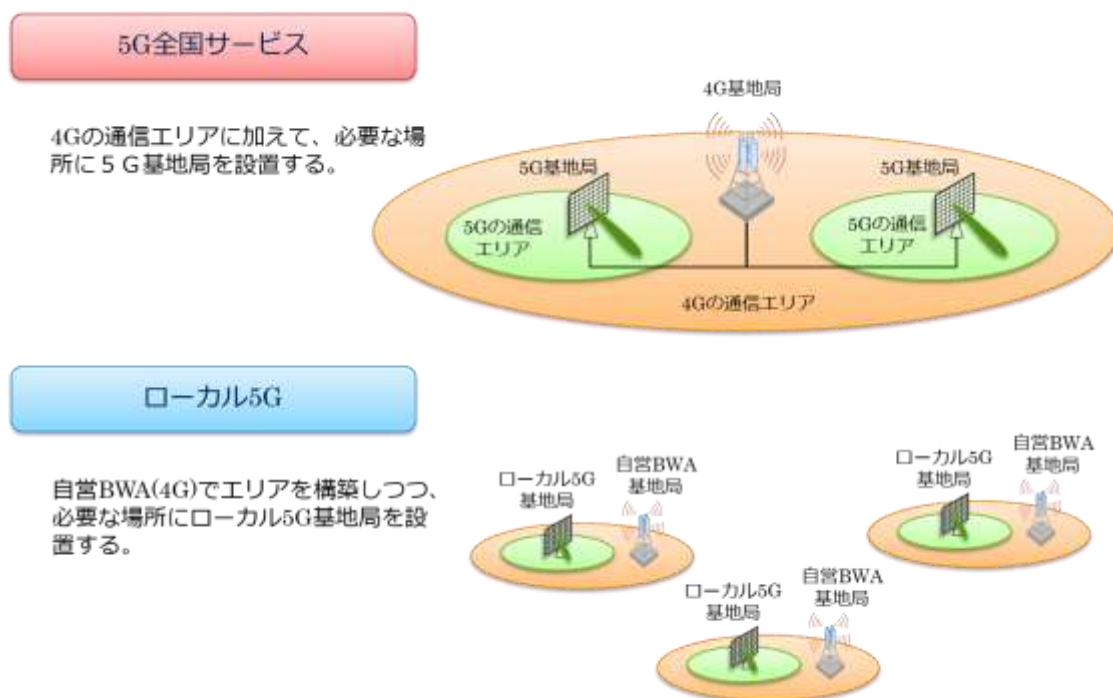 5G全国サービス
4Gの通信エリアに加えて、必要な場
所に５Ｇ基地局を設置する。
4G基地局
5G基地局
5G基地局
5Gの通信
エリア
5Gの通信
エリア
4Gの通信エリア
ローカル5G
自営BWA(4G)でエリアを構築しつつ、
必要な場所にローカル5G基地局を設
置する。
ローカル5G
基地局
自営BWA
基地局
ローカル5G
基地局
自営BWA
基地局
ローカル5G
基地局
自営BWA
基地局